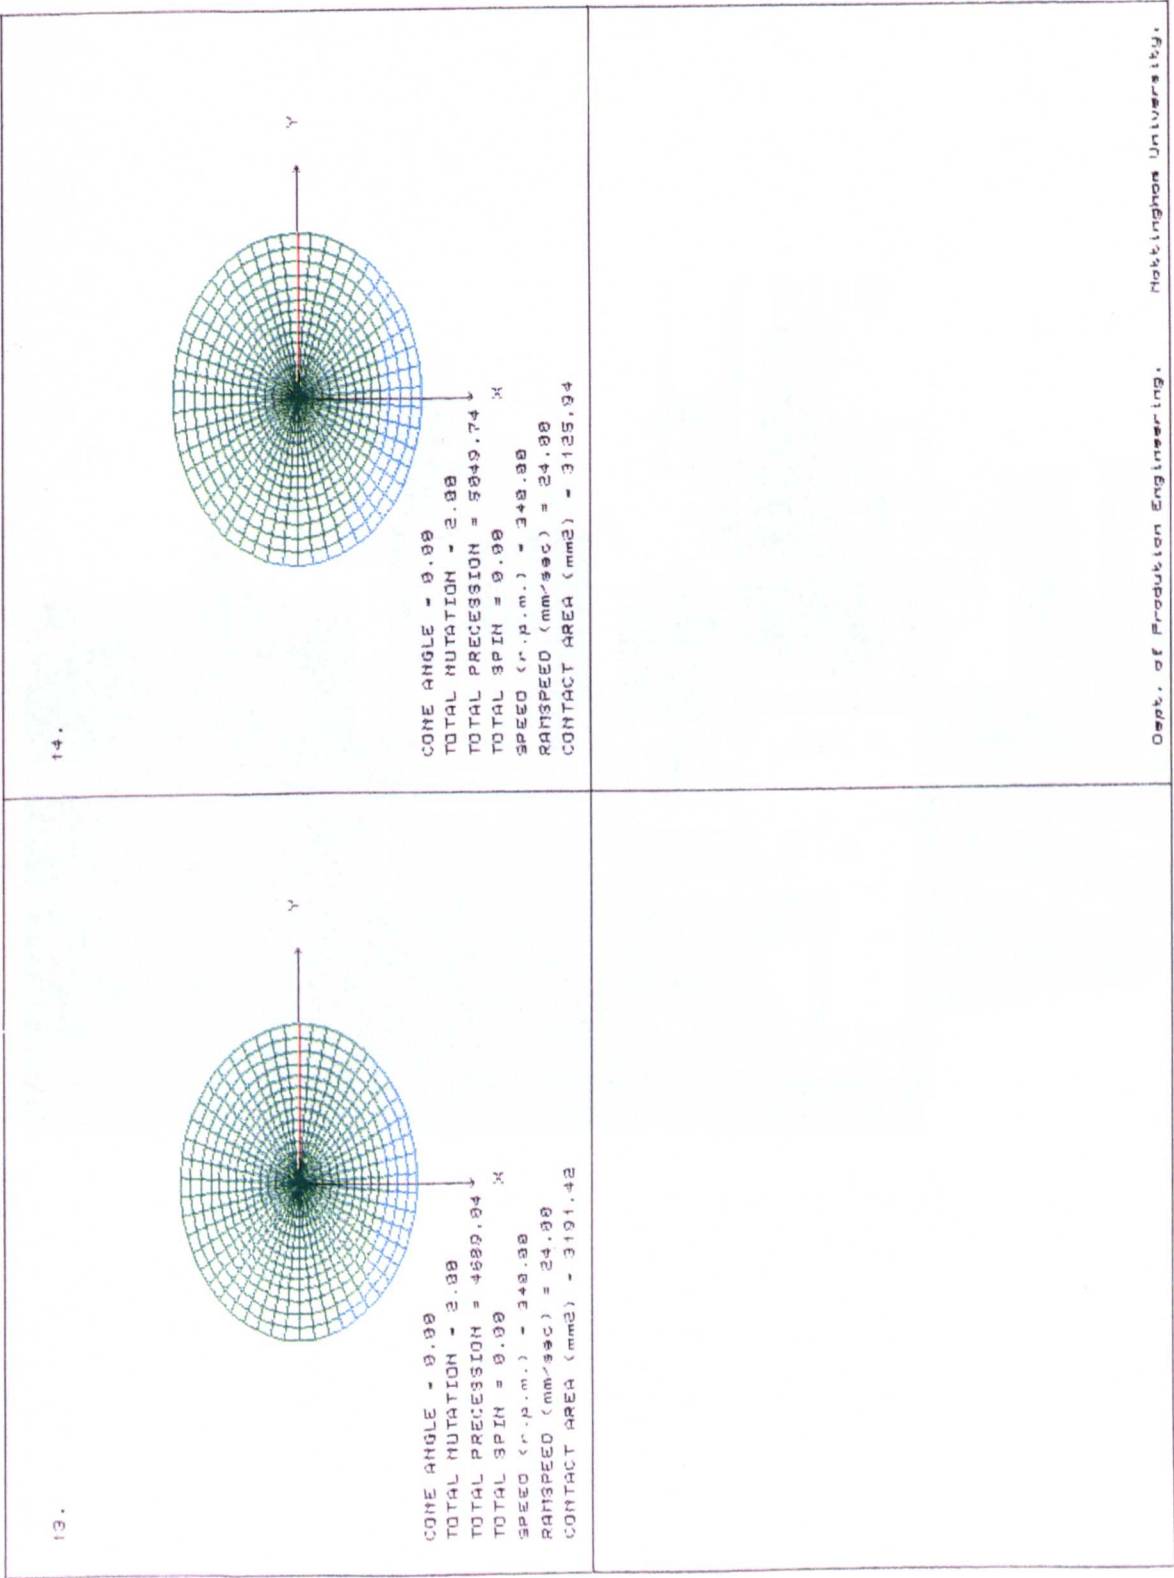 13.
Y
X
CONE ANGLE = 0.00
TOTAL NUTATION = 2.00
TOTAL PRECESSION = 4689.04
TOTAL SPIN = 0.00
SPEED (r.p.m.) = 340.00
RAMSPEED (mm/sec) = 24.00
CONTACT AREA (mm2) = 3191.42
14.
Y
X
CONE ANGLE = 0.00
TOTAL NUTATION = 2.00
TOTAL PRECESSION = 5049.74
TOTAL SPIN = 0.00
SPEED (r.p.m.) = 340.00
RAMSPEED (mm/sec) = 24.00
CONTACT AREA (mm2) = 3125.94
Dept. of Production Engineering. Nottingham University.